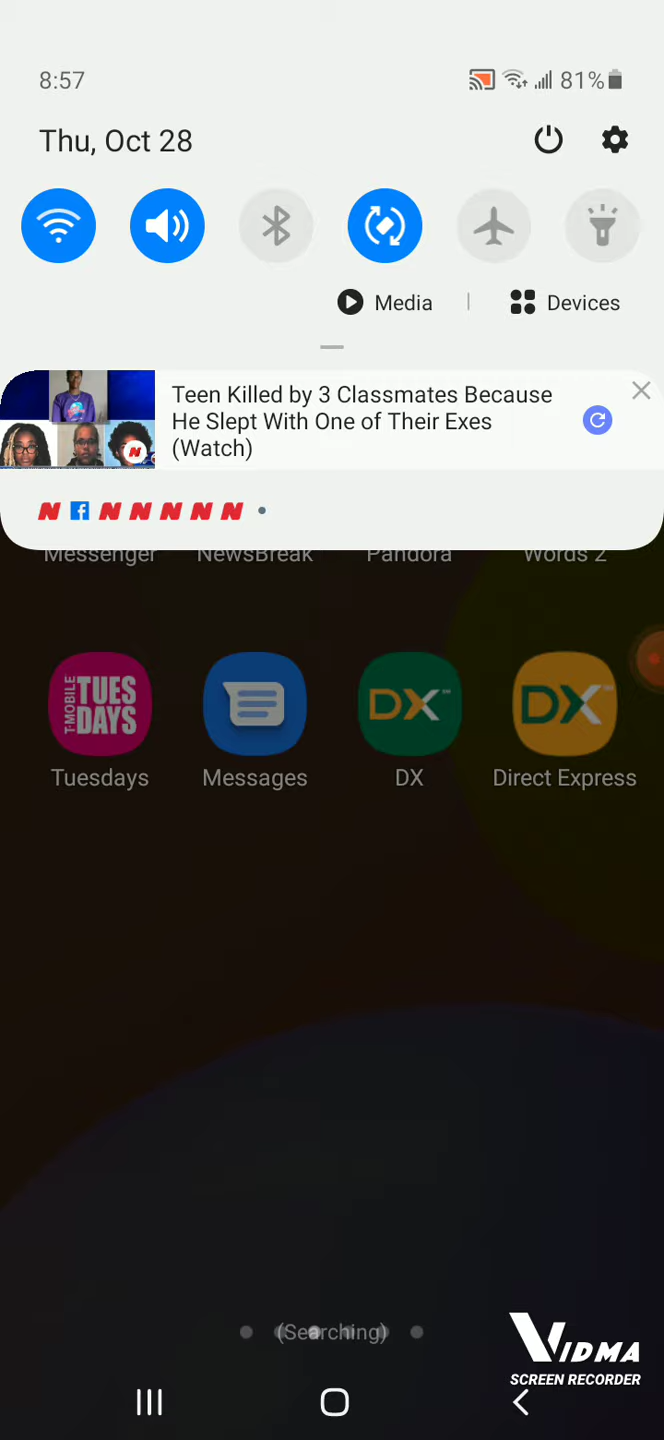 8:57
81%
Thu, Oct 28
Media | Devices
Teen Killed by 3 Classmates Because
He Slept With One of Their Exes
(Watch)
Messenger NewsBreak Pandora Words 2
T-MOBILE TUES DAYS
DX
DX
Tuesdays Messages DX Direct Express
(Searching)
VIDMA
SCREEN RECORDER